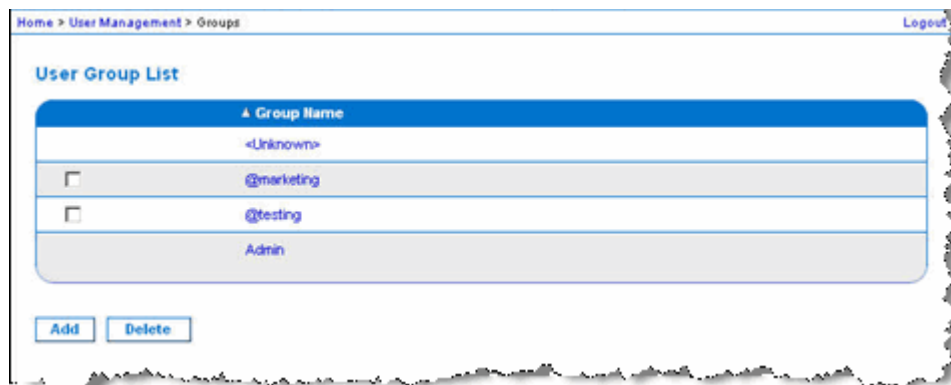 Home > User Management > Groups Logout
User Group List
▲ Group Name
<Unknown>
@marketing
@testing
Admin
Add Delete